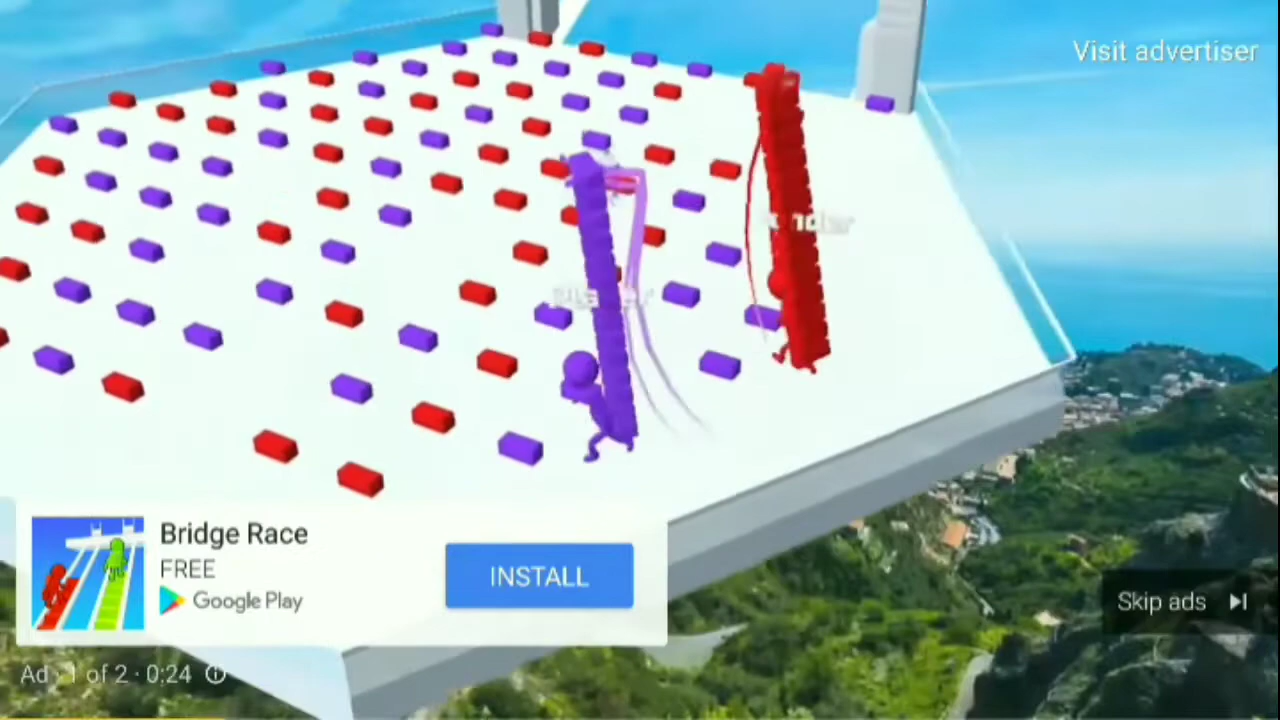 Visit advertiser
Bridge Race
FREE
Google Play
INSTALL
Skip ads
Ad · 1 of 2 · 0:24